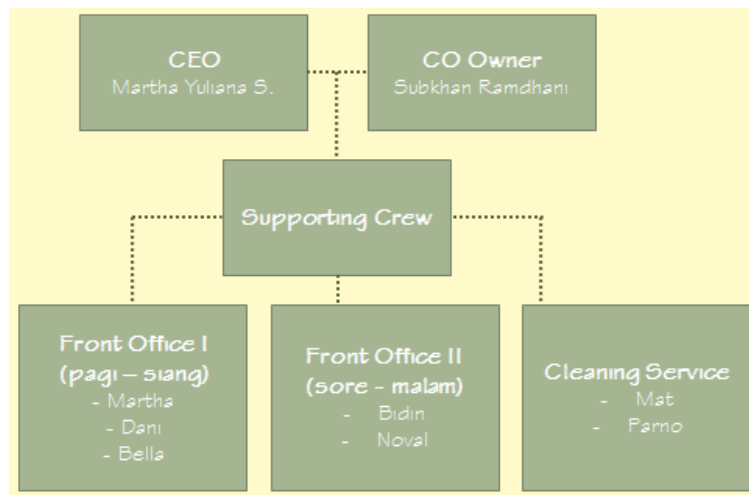 CEO
Martha Yuliana S.
CO Owner
Subkhan Ramdhani
Supporting Crew
Front Office I
(pagi – siang)
- Martha
- Dani
- Bella
Front Office II
(sore - malam)
- Bidin
- Noval
Cleaning Service
- Mat
- Parno